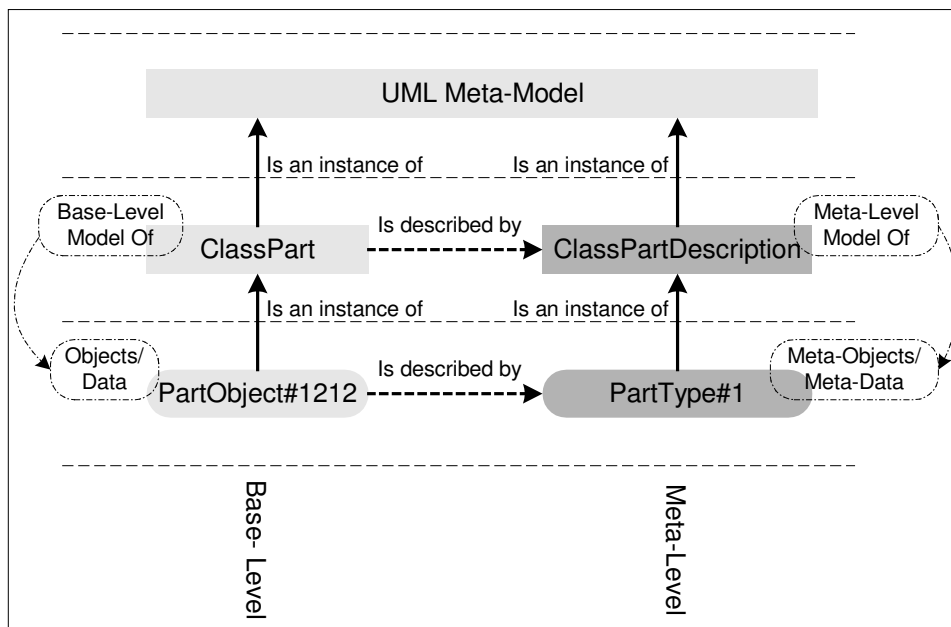 UML Meta-Model
Is an instance of
Is an instance of
Base-Level
Model Of
ClassPart
Is described by
ClassPartDescription
Meta-Level
Model Of
Is an instance of
Is an instance of
Objects/
Data
PartObject#1212
Is described by
PartType#1
Meta-Objects/
Meta-Data
Base- Level
Meta-Level